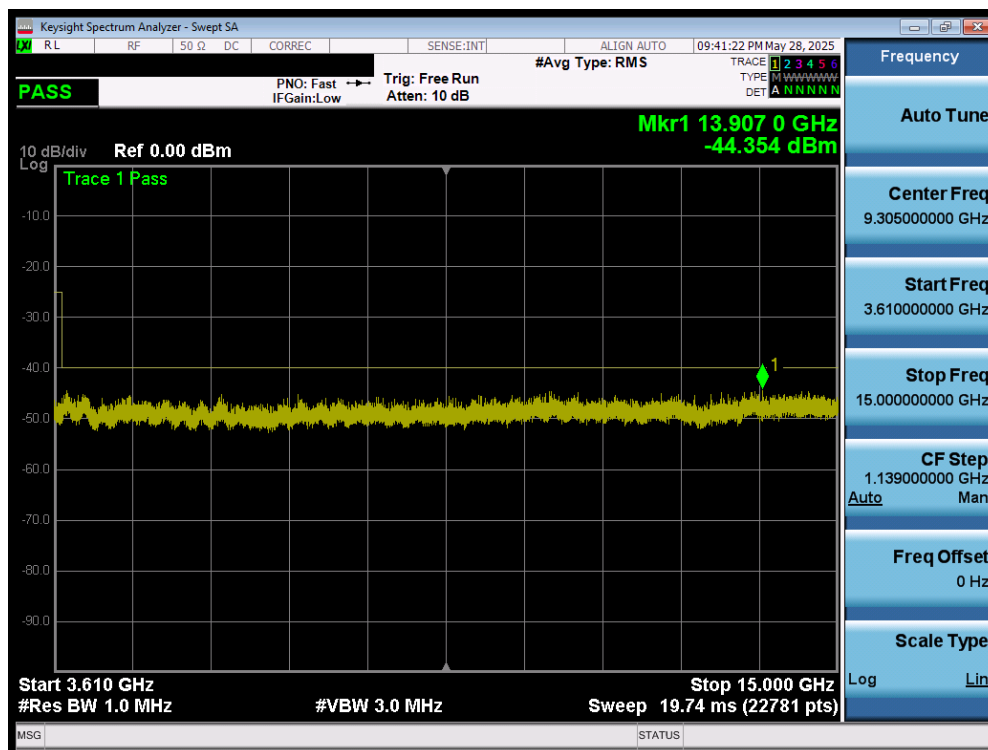 Keysight Spectrum Analyzer - Swept SA
LXI RL RF 50 Ω DC CORREC SENSE:INT ALIGN AUTO 09:41:22 PM May 28, 2025
#Avg Type: RMS
TRACE 1 2 3 4 5 6
TYPE M WWWWW
DET A N N N N N
PASS
PNO: Fast
IFGain:Low
Trig: Free Run
Atten: 10 dB
Mkr1 13.907 0 GHz
-44.354 dBm
10 dB/div Ref 0.00 dBm
Log
Trace 1 Pass
-10.0
-20.0
-30.0
-40.0
-50.0
-60.0
-70.0
-80.0
-90.0
1
Start 3.610 GHz Stop 15.000 GHz
#Res BW 1.0 MHz #VBW 3.0 MHz Sweep 19.74 ms (22781 pts)
MSG STATUS
Frequency
Auto Tune
Center Freq
9.305000000 GHz
Start Freq
3.610000000 GHz
Stop Freq
15.000000000 GHz
CF Step
1.139000000 GHz
Auto Man
Freq Offset
0 Hz
Scale Type
Log Lin